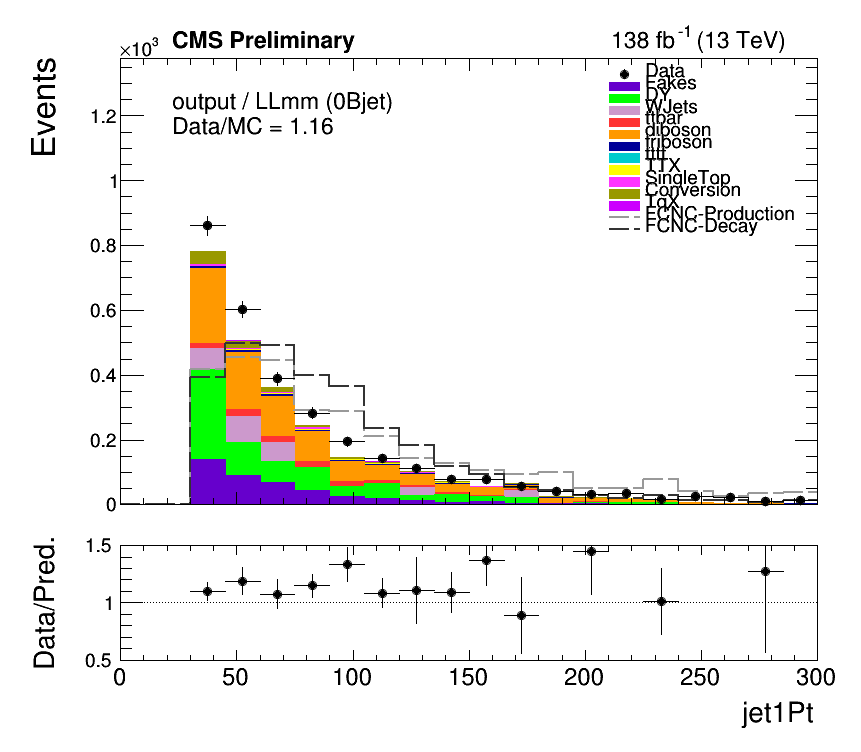 ×10³ CMS Preliminary 138 fb⁻¹ (13 TeV)
Events
output / LLmm (0Bjet)
Data/MC = 1.16
Data
Fakes
DY
WJets
ttbar
diboson
triboson
tttt
TTX
SingleTop
Conversion
TqX
FCNC-Production
FCNC-Decay
1.2
1
0.8
0.6
0.4
0.2
0
Data/Pred.
1.5
1
0.5
0 50 100 150 200 250 300
jet1Pt